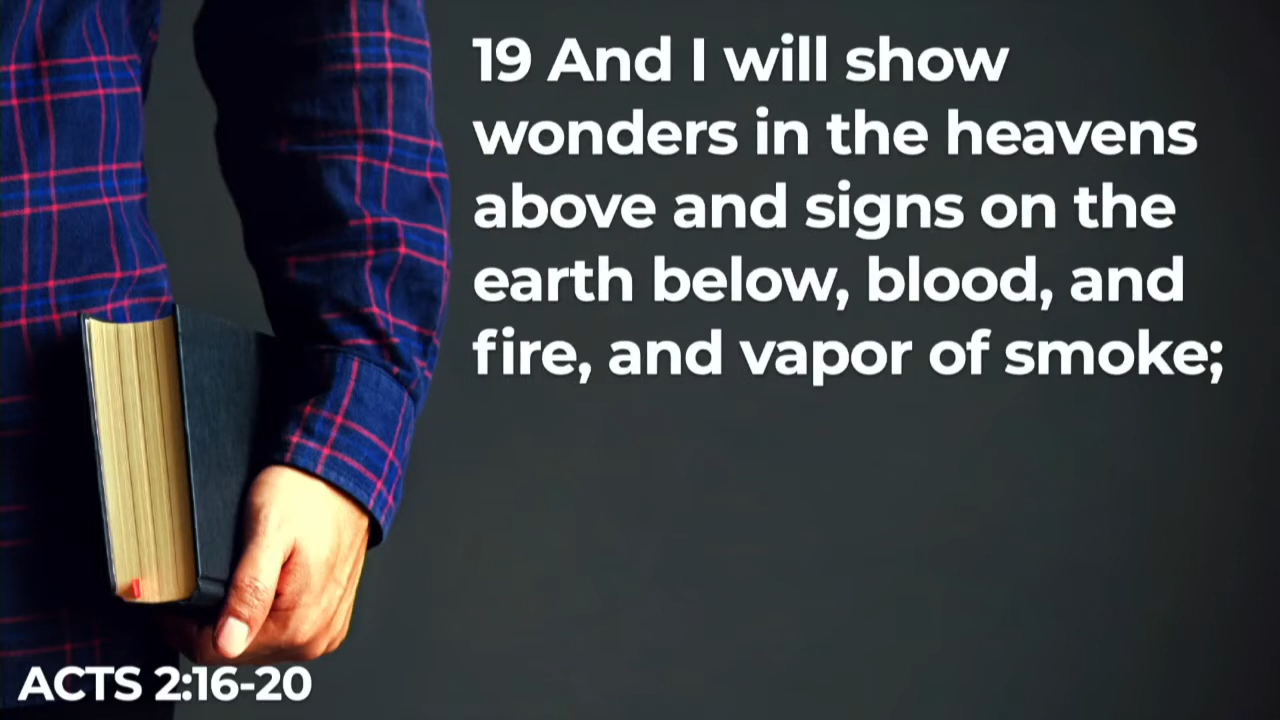 19 And I will show
wonders in the heavens
above and signs on the
earth below, blood, and
fire, and vapor of smoke;
ACTS 2:16-20